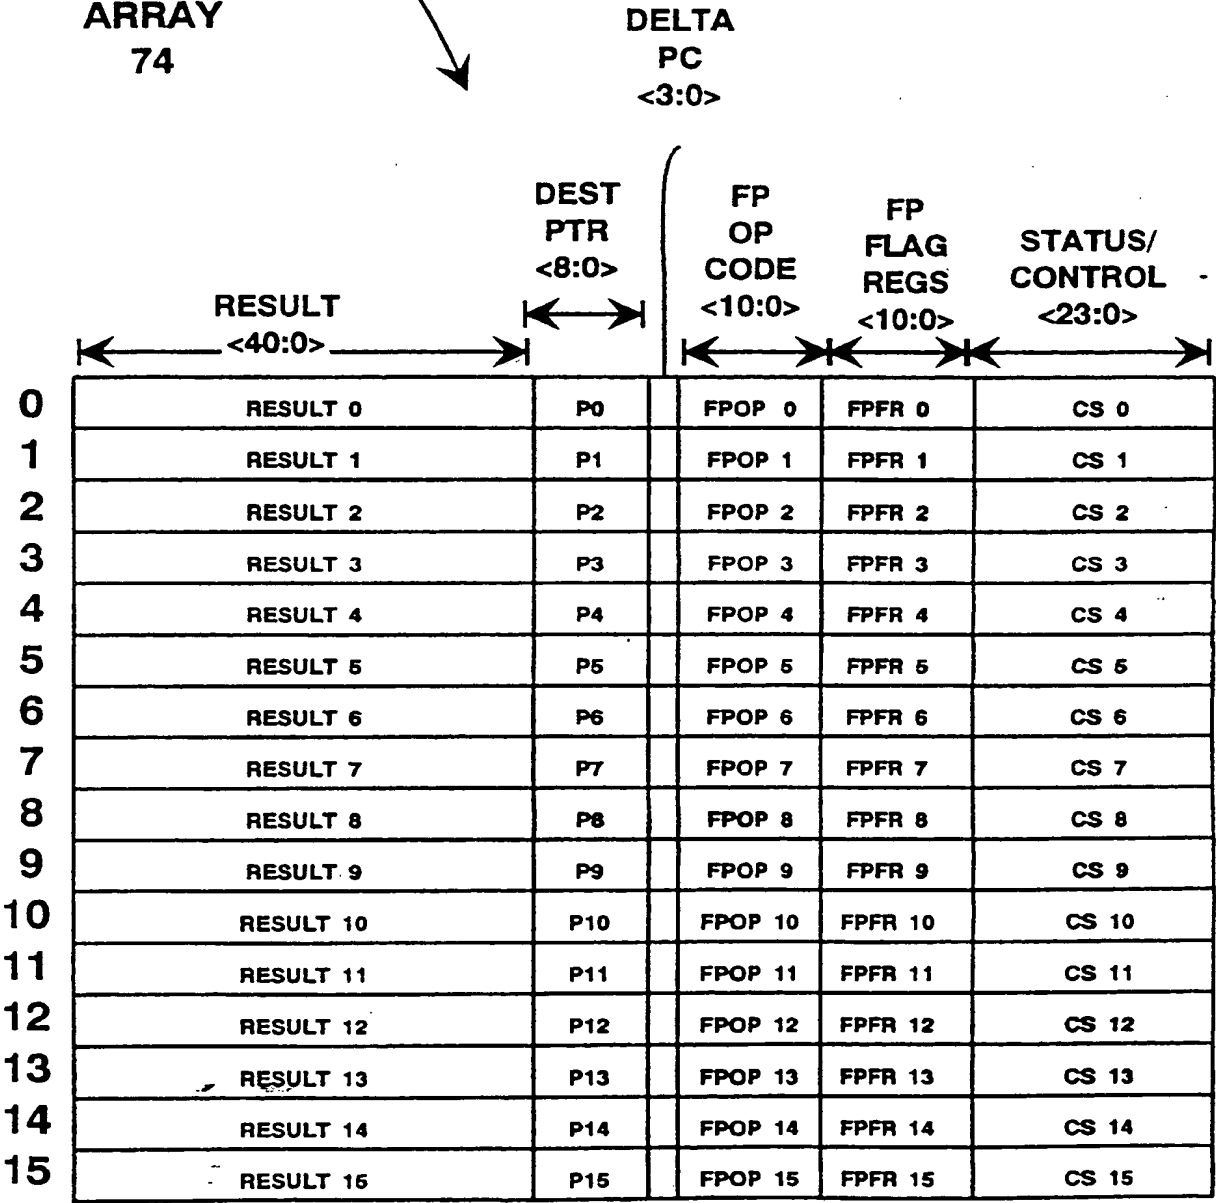 ARRAY
74
DELTA
PC
<3:0>
DEST
PTR
<8:0>
FP
OP
CODE
<10:0>
FP
FLAG
REGS
<10:0>
STATUS/
CONTROL
<23:0>
RESULT
<40:0>
0 RESULT 0 P0 FPOP 0 FPFR 0 CS 0
1 RESULT 1 P1 FPOP 1 FPFR 1 CS 1
2 RESULT 2 P2 FPOP 2 FPFR 2 CS 2
3 RESULT 3 P3 FPOP 3 FPFR 3 CS 3
4 RESULT 4 P4 FPOP 4 FPFR 4 CS 4
5 RESULT 5 P5 FPOP 5 FPFR 5 CS 5
6 RESULT 6 P6 FPOP 6 FPFR 6 CS 6
7 RESULT 7 P7 FPOP 7 FPFR 7 CS 7
8 RESULT 8 P8 FPOP 8 FPFR 8 CS 8
9 RESULT 9 P9 FPOP 9 FPFR 9 CS 9
10 RESULT 10 P10 FPOP 10 FPFR 10 CS 10
11 RESULT 11 P11 FPOP 11 FPFR 11 CS 11
12 RESULT 12 P12 FPOP 12 FPFR 12 CS 12
13 RESULT 13 P13 FPOP 13 FPFR 13 CS 13
14 RESULT 14 P14 FPOP 14 FPFR 14 CS 14
15 RESULT 15 P15 FPOP 15 FPFR 15 CS 15